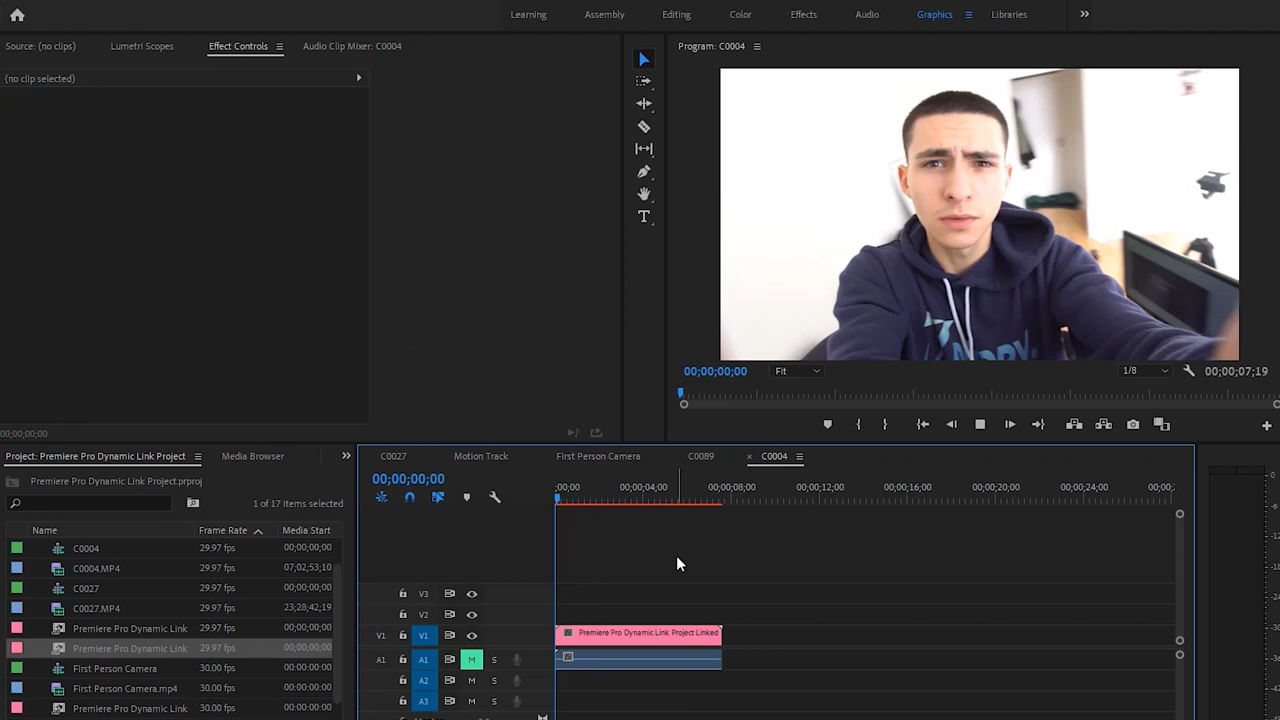 Learning Assembly Editing Color Effects Audio Graphics Libraries
Source: (no clips) Lumetri Scopes Effect Controls Audio Clip Mixer: C0004
(no clip selected)
00;00;00;00
Program: C0004
00;00;00;00 Fit 1/8 00;00;07;19
Project: Premiere Pro Dynamic Link Project Media Browser
Premiere Pro Dynamic Link Project.prproj
1 of 17 items selected
Name Frame Rate Media Start
C0004 29.97 fps 00;00;00;00
C0004.MP4 29.97 fps 07;02;53;10
C0027 29.97 fps 00;00;00;00
C0027.MP4 29.97 fps 23;28;42;19
Premiere Pro Dynamic Link 29.97 fps 00;00;00;00
Premiere Pro Dynamic Link 29.97 fps 00;00;00;00
First Person Camera 30.00 fps 00;00;00;00
First Person Camera.mp4 30.00 fps 00;00;00;00
Premiere Pro Dynamic Link 29.97 fps 00;00;00;00
C0027 Motion Track First Person Camera C0089 × C0004
00;00;00;00
;00;00 00;00;04;00 00;00;08;00 00;00;12;00 00;00;16;00 00;00;20;00 00;00;24;00 00;00;2
V3
V2
V1 V1 Premiere Pro Dynamic Link Project Linked
A1 A1 M S
A2 M S
A3 M S
0